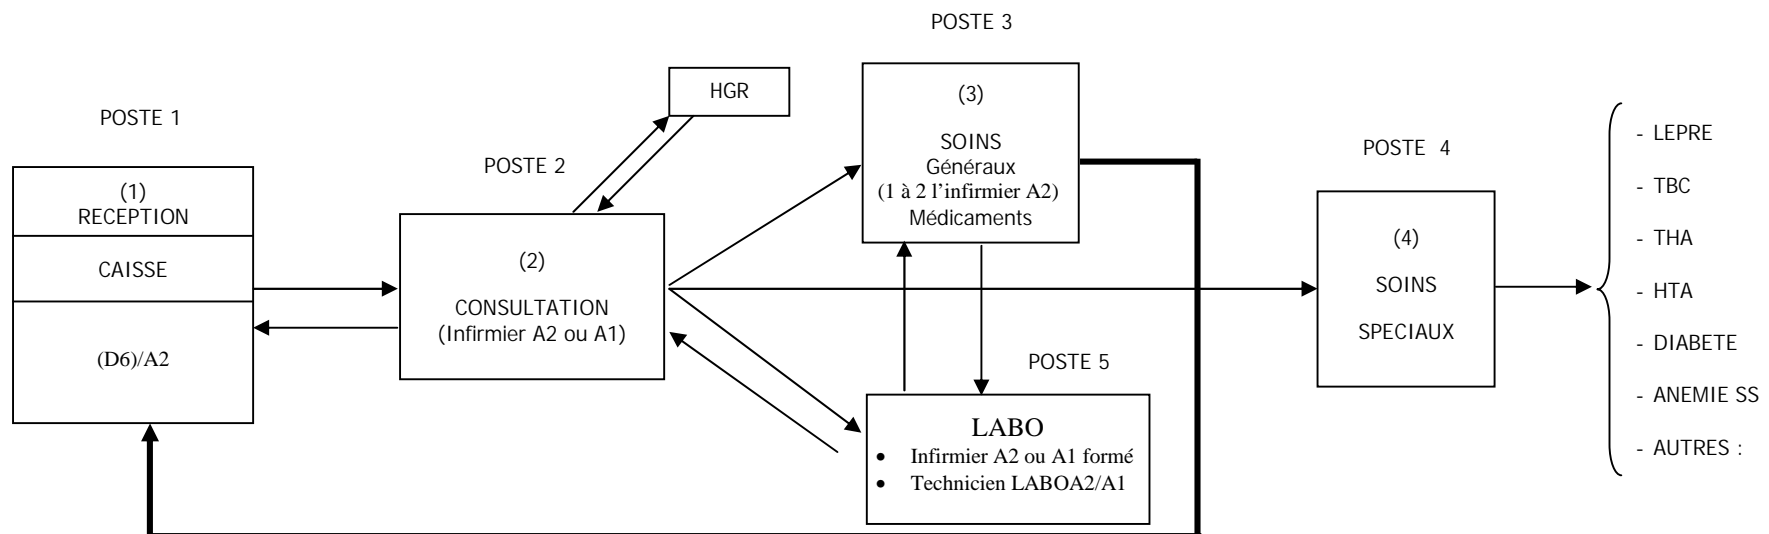 POSTE 1
(1)
RECEPTION
CAISSE
(D6)/A2
POSTE 2
(2)
CONSULTATION
(Infirmier A2 ou A1)
HGR
POSTE 3
(3)
SOINS
Généraux
(1 à 2 l’infirmier A2)
Médicaments
POSTE 5
LABO
• Infirmier A2 ou A1 formé
• Technicien LABOA2/A1
POSTE 4
(4)
SOINS
SPECIAUX
- LEPRE
- TBC
- THA
- HTA
- DIABETE
- ANEMIE SS
- AUTRES :